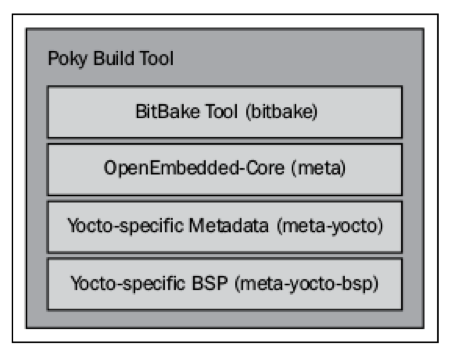 Poky Build Tool
BitBake Tool (bitbake)
OpenEmbedded-Core (meta)
Yocto-specific Metadata (meta-yocto)
Yocto-specific BSP (meta-yocto-bsp)